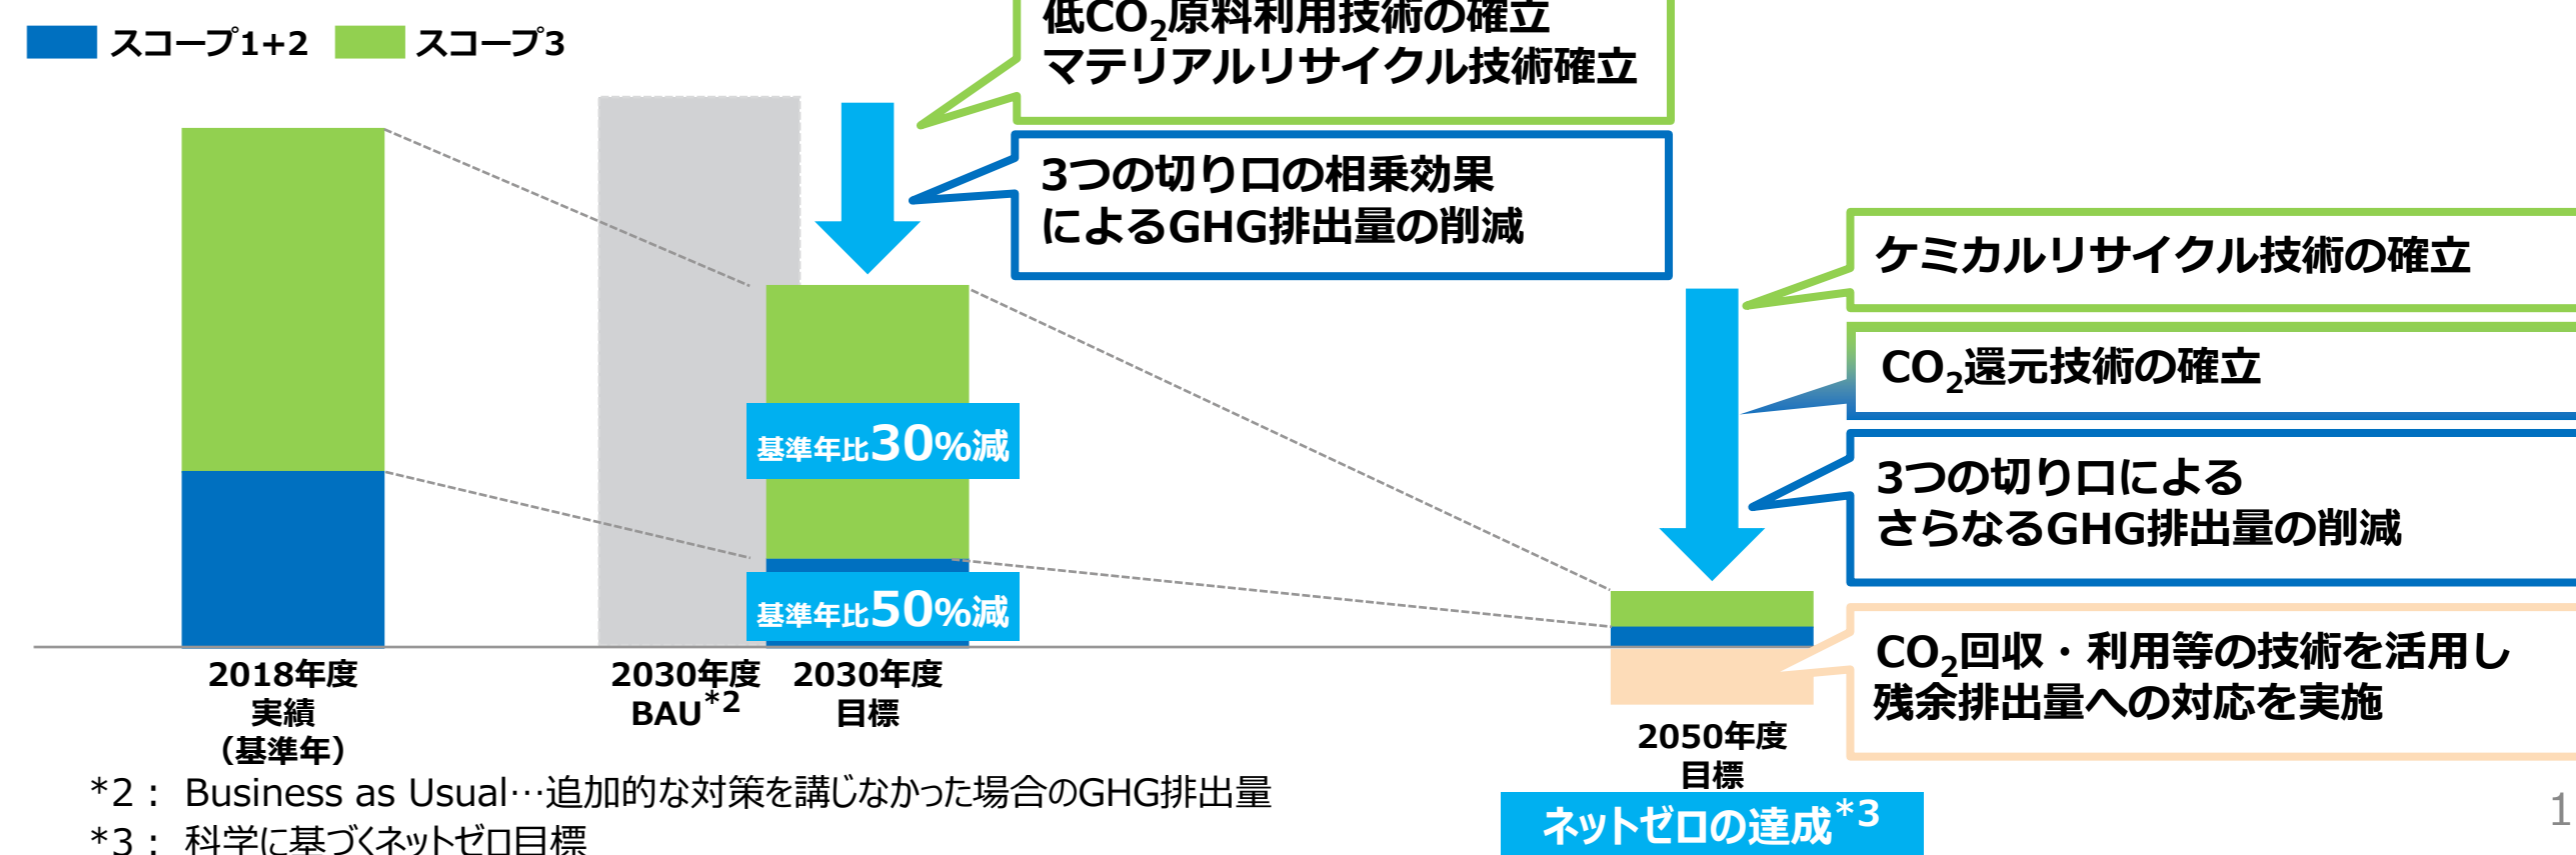 スコープ1+2 スコープ3
低CO₂原料利用技術の確立
マテリアルリサイクル技術確立
3つの切り口の相乗効果
によるGHG排出量の削減
ケミカルリサイクル技術の確立
CO₂還元技術の確立
3つの切り口による
さらなるGHG排出量の削減
CO₂回収・利用等の技術を活用し
残余排出量への対応を実施
基準年比30%減
基準年比50%減
2018年度
実績
（基準年）
2030年度
BAU*2
2030年度
目標
2050年度
目標
ネットゼロの達成*3
*2： Business as Usual…追加的な対策を講じなかった場合のGHG排出量
*3： 科学に基づくネットゼロ目標
1